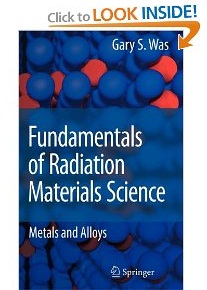 Click to LOOK INSIDE!
Gary S. Was
Fundamentals
of Radiation
Materials Science
Metals and Alloys
Springer